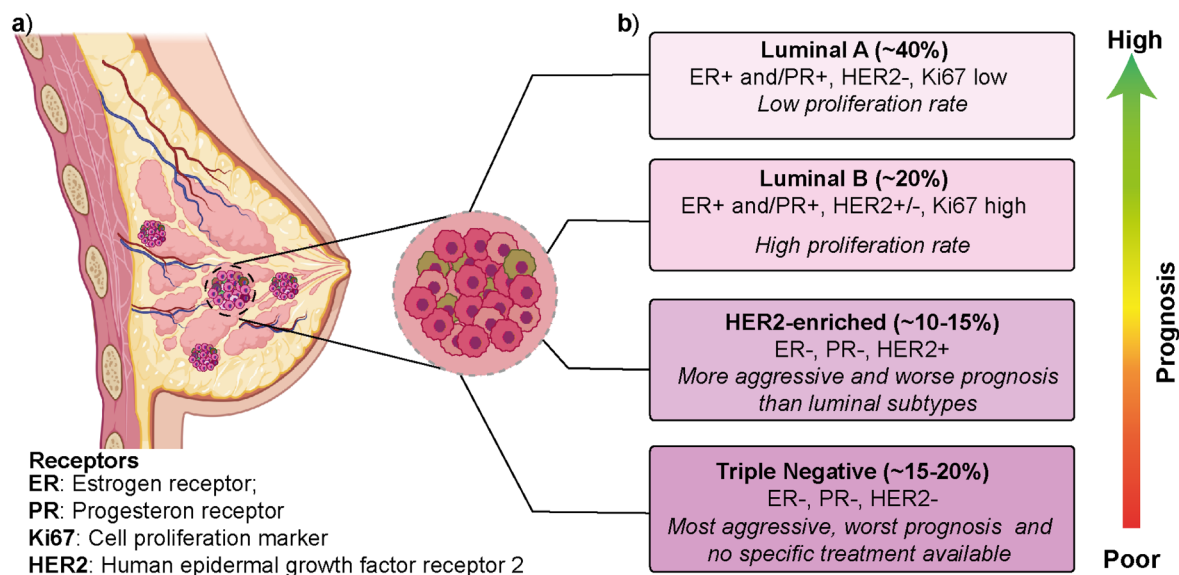 a)
Receptors
ER: Estrogen receptor;
PR: Progesteron receptor
Ki67: Cell proliferation marker
HER2: Human epidermal growth factor receptor 2
b)
Luminal A (~40%)
ER+ and/PR+, HER2-, Ki67 low
Low proliferation rate
Luminal B (~20%)
ER+ and/PR+, HER2+/-, Ki67 high
High proliferation rate
HER2-enriched (~10-15%)
ER-, PR-, HER2+
More aggressive and worse prognosis
than luminal subtypes
Triple Negative (~15-20%)
ER-, PR-, HER2-
Most aggressive, worst prognosis and
no specific treatment available
High
Prognosis
Poor